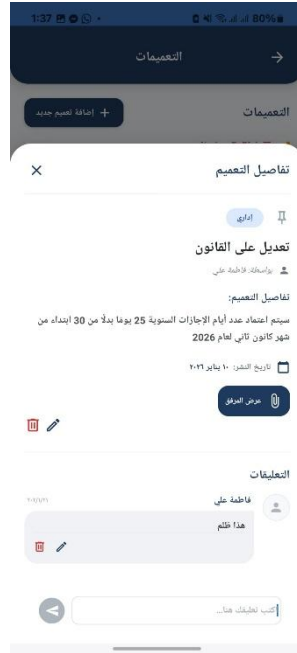 1:37
80%
التعميمات
التعميمات
+ إضافة تعميم جديد
تفاصيل التعميم
إداري
تعديل على القانون
بواسطة: فاطمة علي
تفاصيل التعميم:
سيتم اعتماد عدد أيام الإجازات السنوية 25 يومًا بدلًا من 30 ابتداء من
شهر كانون ثاني لعام 2026
تاريخ النشر: ١٠ يناير ٢٠٢٦
عرض المرفق
التعليقات
فاطمة علي
هذا ظلم
اكتب تعليقك هنا...